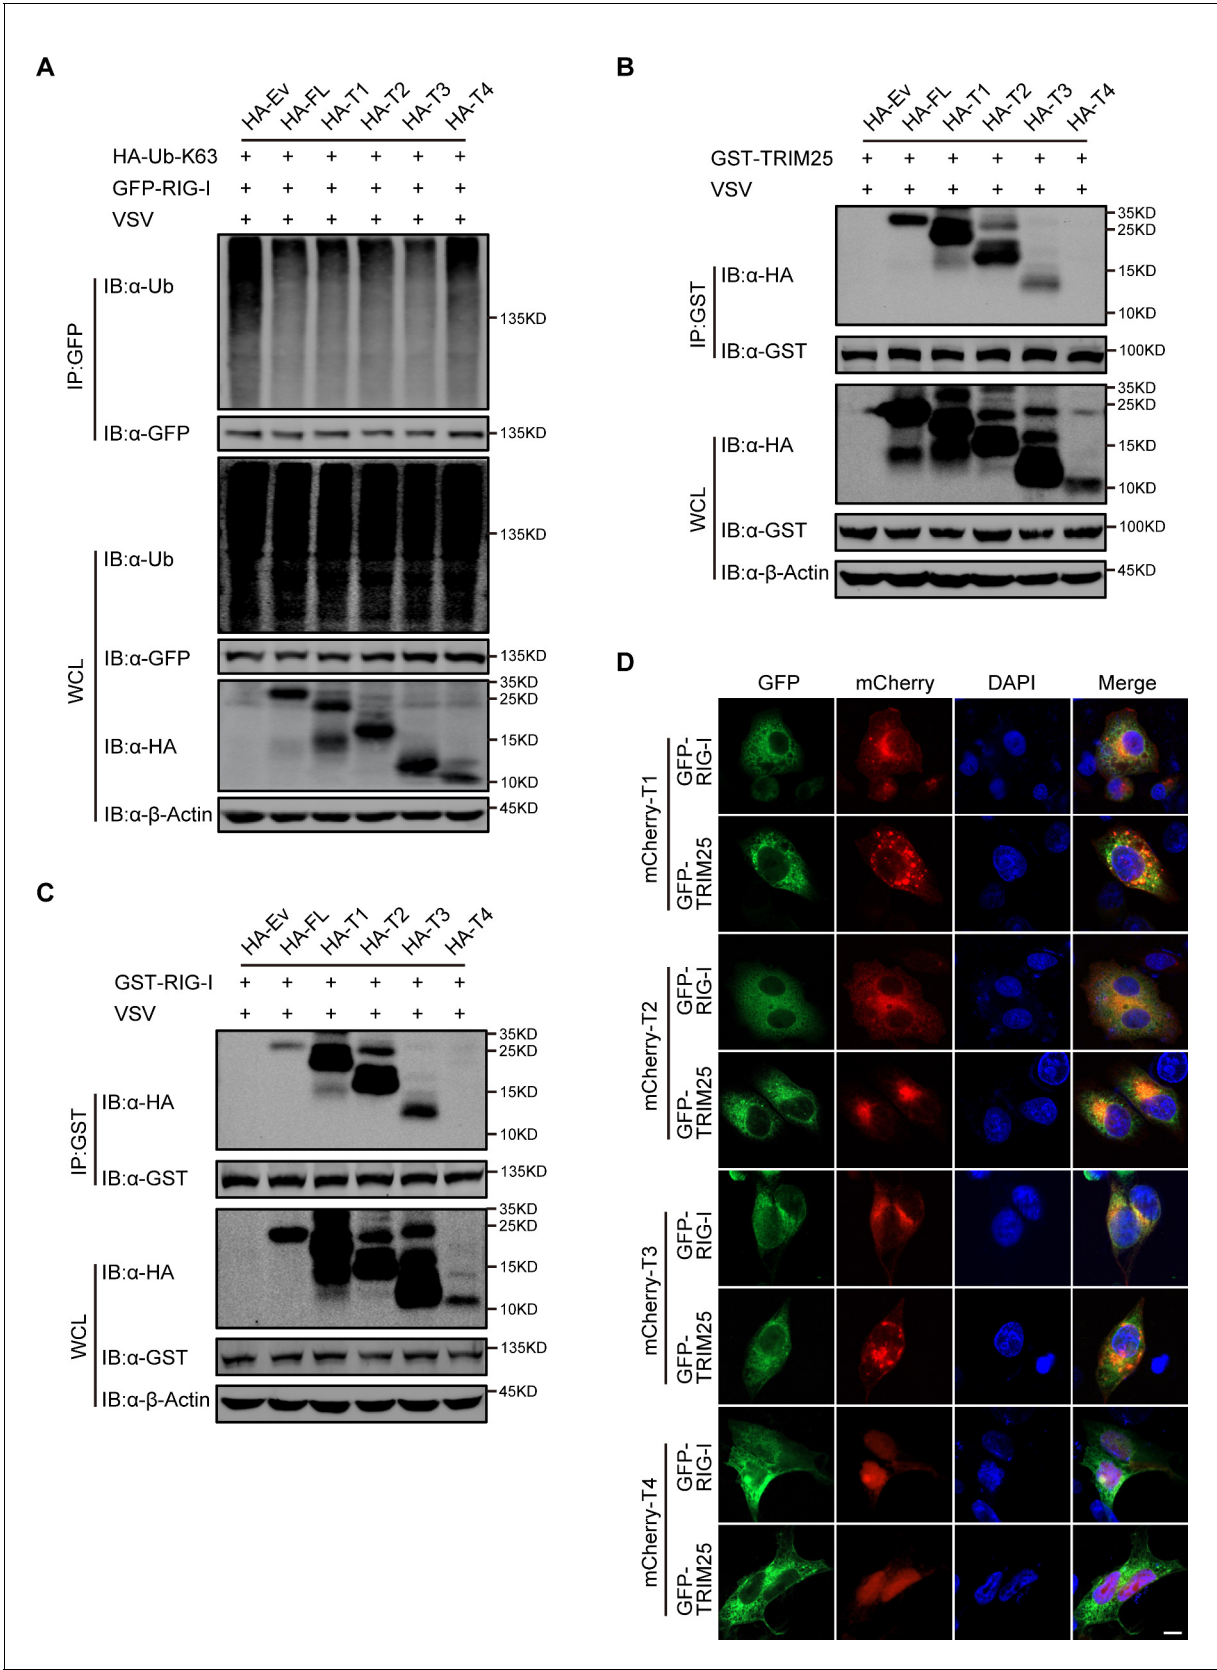 A
HA-Ev HA-FL HA-T1 HA-T2 HA-T3 HA-T4
HA-Ub-K63 + + + + + +
GFP-RIG-I + + + + + +
VSV + + + + + +
IP:GFP
IB:α-Ub
135KD
IB:α-GFP
135KD
WCL
IB:α-Ub
135KD
IB:α-GFP
135KD
IB:α-HA
35KD
25KD
15KD
10KD
IB:α-β-Actin
45KD
B
HA-Ev HA-FL HA-T1 HA-T2 HA-T3 HA-T4
GST-TRIM25 + + + + + +
VSV + + + + + +
IP:GST
IB:α-HA
35KD
25KD
15KD
10KD
IB:α-GST
100KD
WCL
IB:α-HA
35KD
25KD
15KD
10KD
IB:α-GST
100KD
IB:α-β-Actin
45KD
C
HA-Ev HA-FL HA-T1 HA-T2 HA-T3 HA-T4
GST-RIG-I + + + + + +
VSV + + + + + +
IP:GST
IB:α-HA
35KD
25KD
15KD
10KD
IB:α-GST
135KD
WCL
IB:α-HA
35KD
25KD
15KD
10KD
IB:α-GST
135KD
IB:α-β-Actin
45KD
D
GFP mCherry DAPI Merge
mCherry-T1
GFP-
RIG-I
GFP-
TRIM25
mCherry-T2
GFP-
RIG-I
GFP-
TRIM25
mCherry-T3
GFP-
RIG-I
GFP-
TRIM25
mCherry-T4
GFP-
RIG-I
GFP-
TRIM25